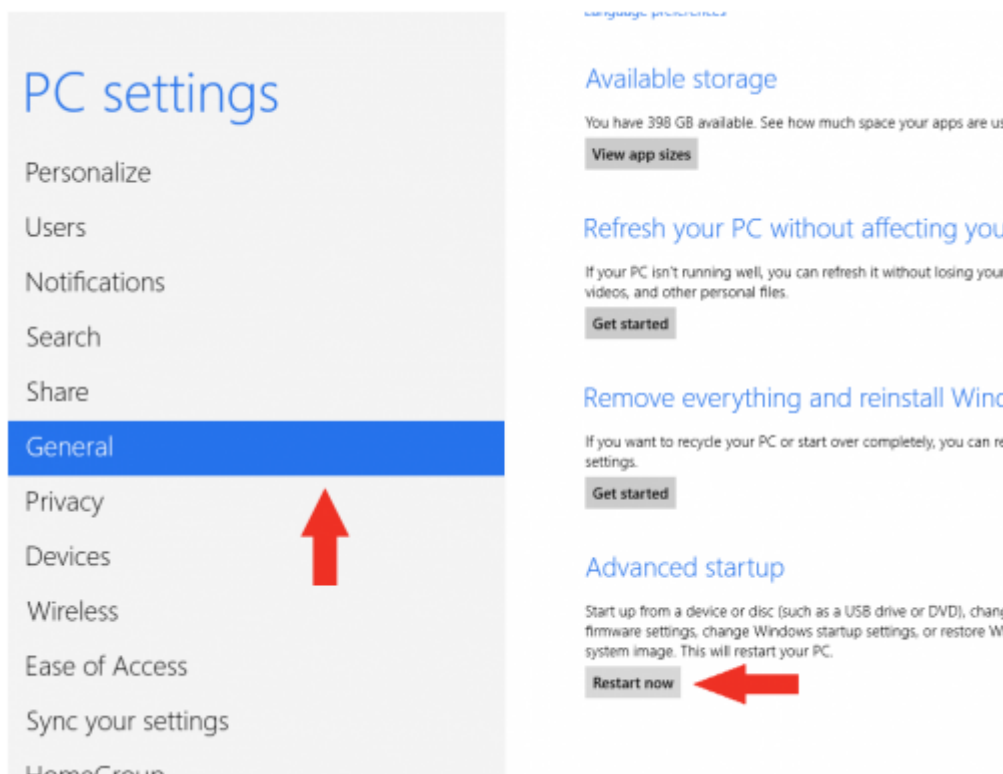 PC settings
Personalize
Users
Notifications
Search
Share
General
Privacy
Devices
Wireless
Ease of Access
Sync your settings
HomeGroup
Language preferences
Available storage
You have 398 GB available. See how much space your apps are us
View app sizes
Refresh your PC without affecting you
If your PC isn't running well, you can refresh it without losing your
videos, and other personal files.
Get started
Remove everything and reinstall Wind
If you want to recycle your PC or start over completely, you can re
settings.
Get started
Advanced startup
Start up from a device or disc (such as a USB drive or DVD), chang
firmware settings, change Windows startup settings, or restore Wi
system image. This will restart your PC.
Restart now